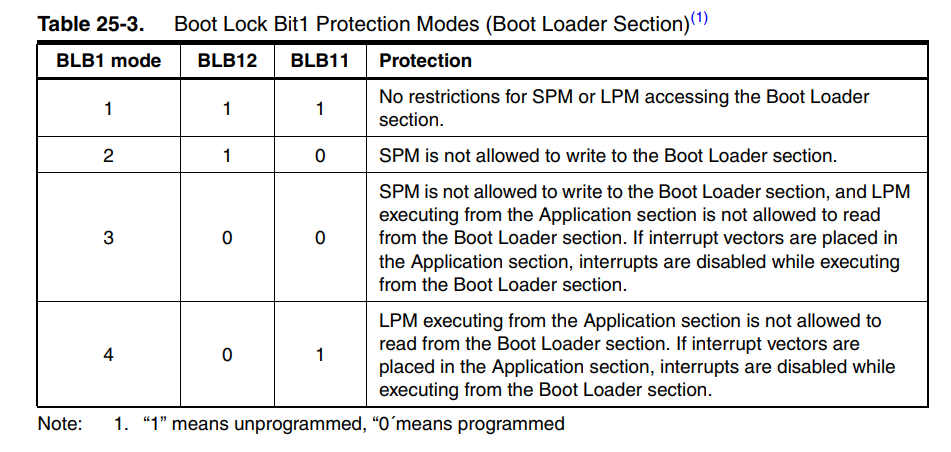 Table 25-3. Boot Lock Bit1 Protection Modes (Boot Loader Section)(1)
BLB1 mode BLB12 BLB11 Protection
1 1 1 No restrictions for SPM or LPM accessing the Boot Loader
section.
2 1 0 SPM is not allowed to write to the Boot Loader section.
SPM is not allowed to write to the Boot Loader section, and LPM
executing from the Application section is not allowed to read
3 0 0 from the Boot Loader section. If interrupt vectors are placed in
the Application section, interrupts are disabled while executing
from the Boot Loader section.
LPM executing from the Application section is not allowed to
4 0 1 read from the Boot Loader section. If interrupt vectors are
placed in the Application section, interrupts are disabled while
executing from the Boot Loader section.
Note: 1. “1” means unprogrammed, “0´means programmed